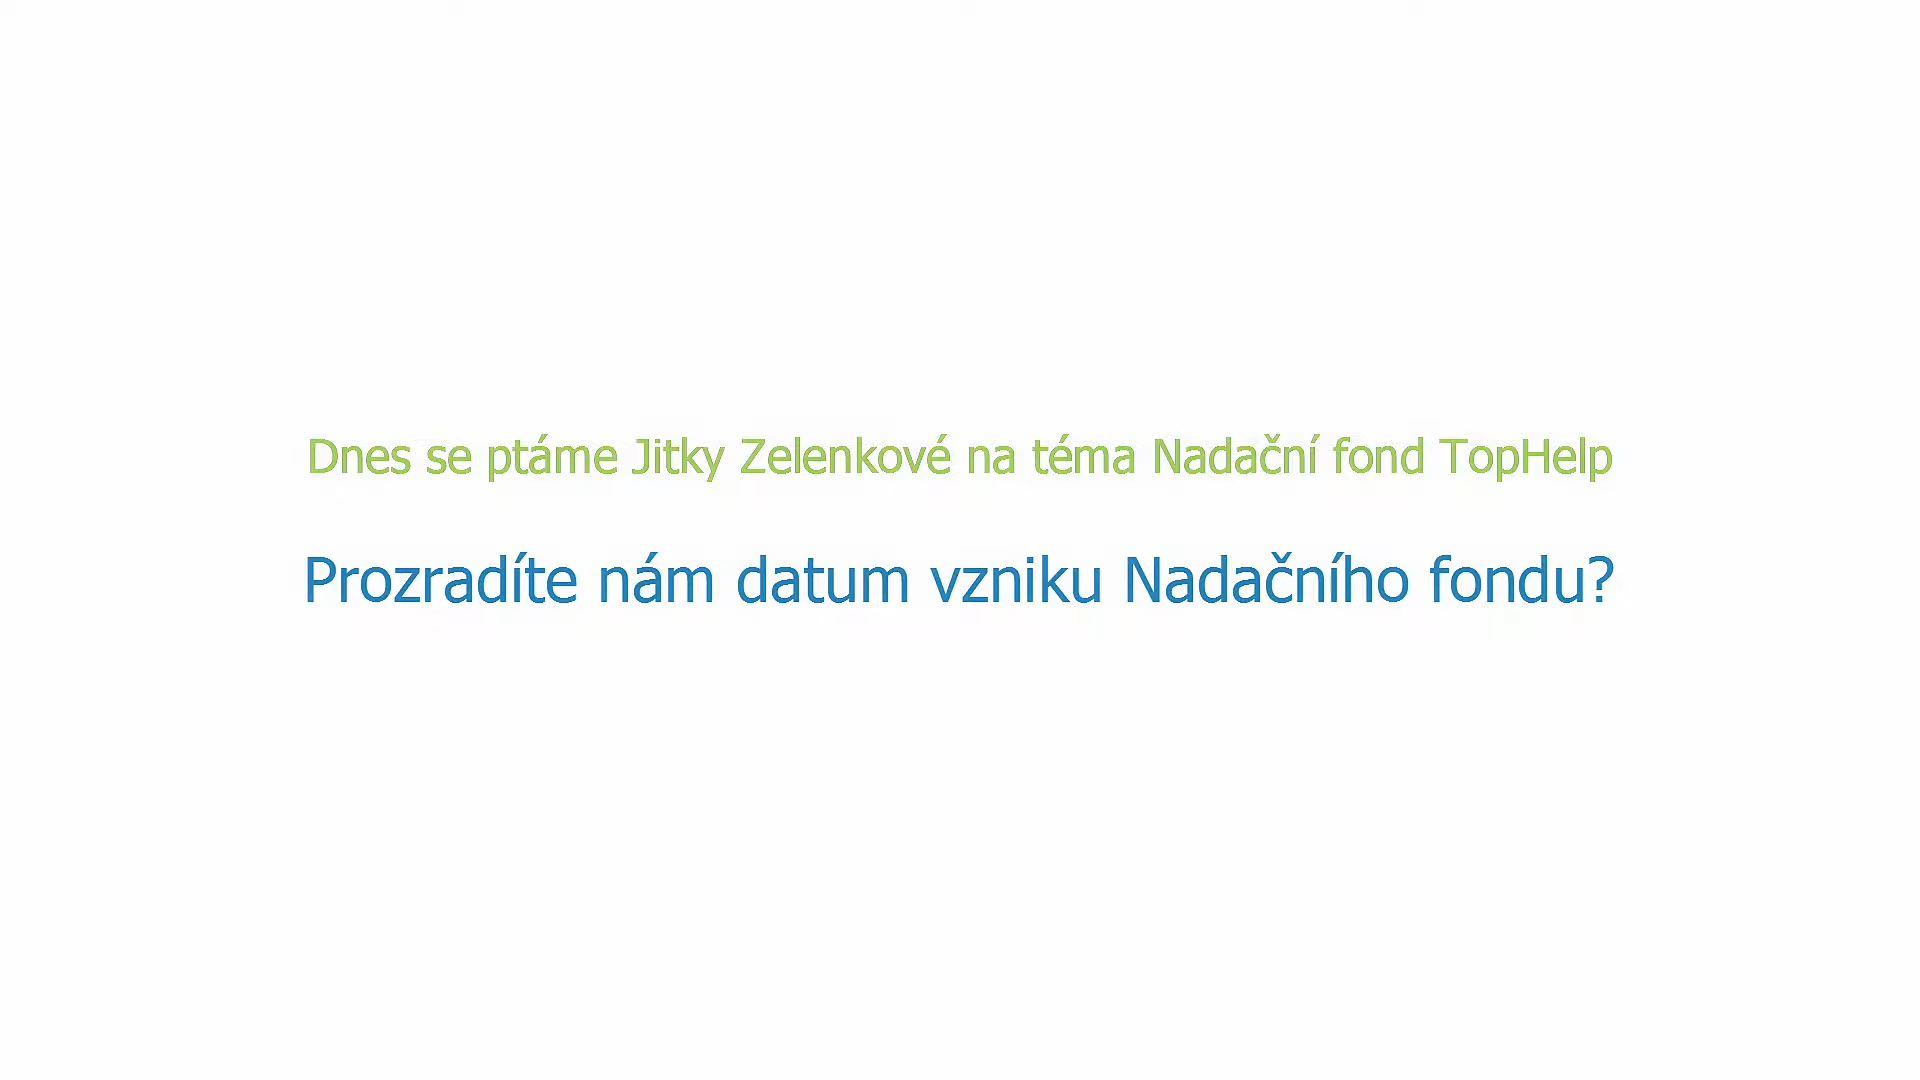 Dnes se ptáme Jitky Zelenkové na téma Nadační fond TopHelp
Prozradíte nám datum vzniku Nadačního fondu?